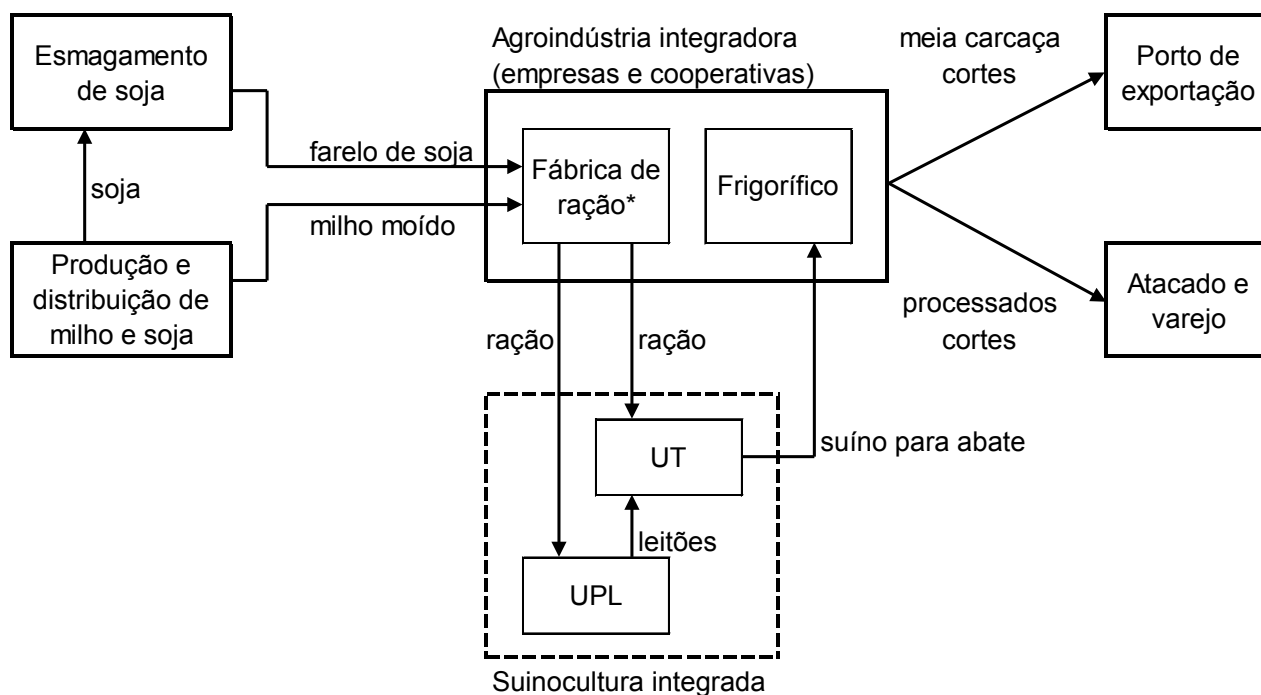 Esmagamento
de soja
Agroindústria integradora
(empresas e cooperativas)
meia carcaça
cortes
Porto de
exportação
farelo de soja
Fábrica de
ração*
Frigorífico
soja
milho moído
Produção e
distribuição de
milho e soja
Atacado e
varejo
processados
cortes
ração
ração
UT
suíno para abate
leitões
UPL
Suinocultura integrada